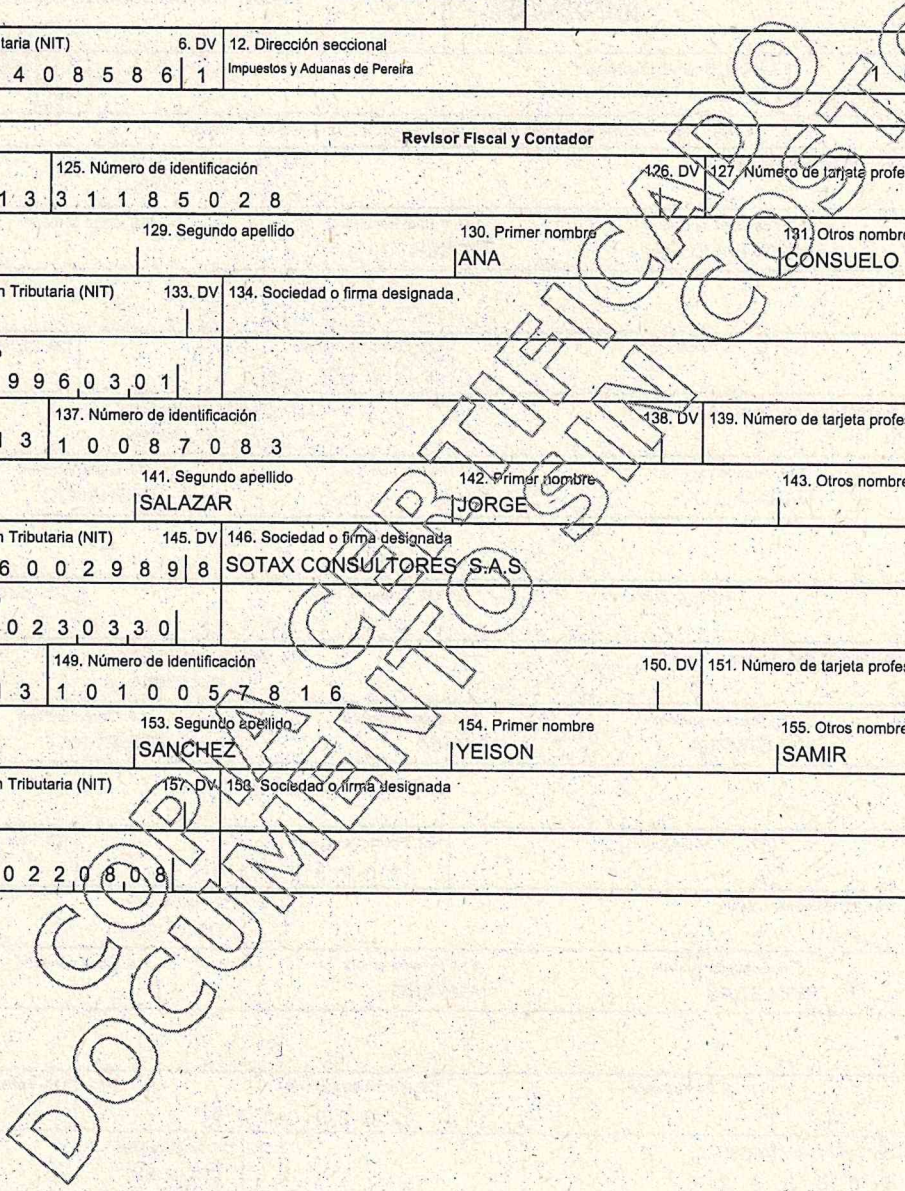 taria (NIT) 6. DV 12. Dirección seccional
4 0 8 5 8 6 1 Impuestos y Aduanas de Pereira 1
Revisor Fiscal y Contador
125. Número de identificación 126. DV 127. Número de tarjeta profe
1 3 3 1 1 8 5 0 2 8
129. Segundo apellido 130. Primer nombre 131. Otros nombre
ANA CONSUELO
n Tributaria (NIT) 133. DV 134. Sociedad o firma designada
9 9 6 0 3 0 1
137. Número de identificación 138. DV 139. Número de tarjeta profe
1 3 1 0 0 8 7 0 8 3
141. Segundo apellido 142. Primer nombre 143. Otros nombre
SALAZAR JORGE
n Tributaria (NIT) 145. DV 146. Sociedad o firma designada
6 0 0 2 9 8 9 8 SOTAX CONSULTORES S.A.S
0 2 3 0 3 3 0
149. Número de identificación 150. DV 151. Número de tarjeta profes
1 3 1 0 1 0 0 5 7 8 1 6
153. Segundo apellido 154. Primer nombre 155. Otros nombre
SANCHEZ YEISON SAMIR
n Tributaria (NIT) 157. DV 158. Sociedad o firma designada
0 2 2 0 8 0 8
COPIA CERTIFICADO
DOCUMENTO SIN COSTO